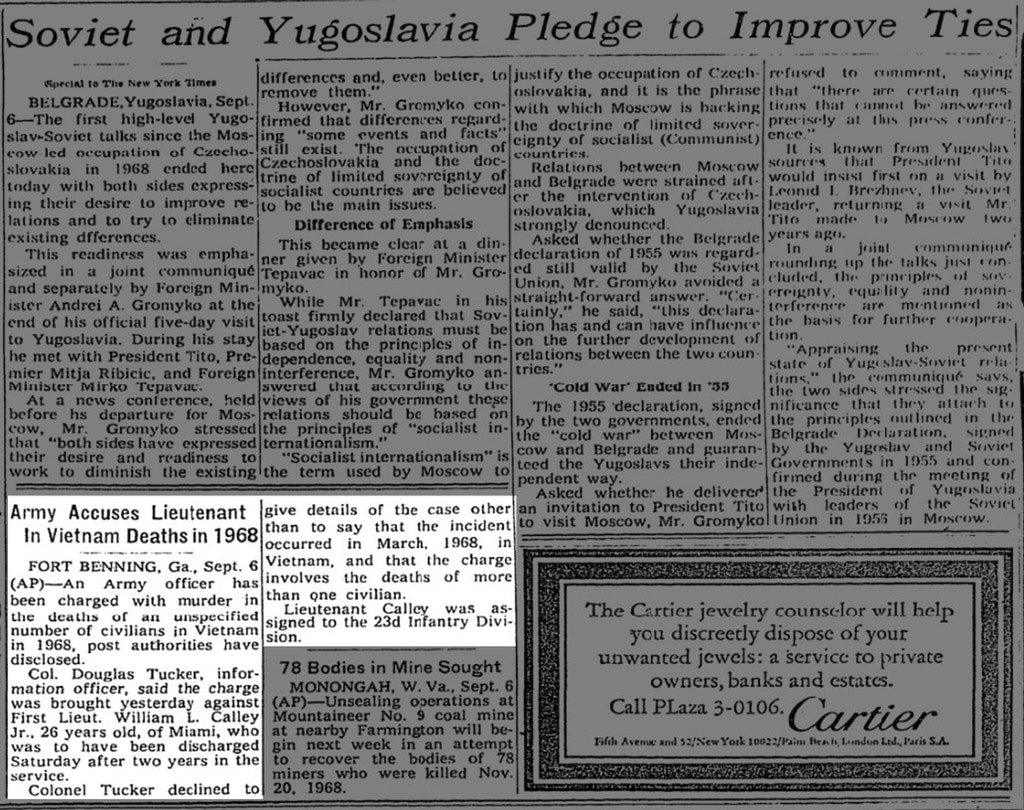 Soviet and Yugoslavia Pledge to Improve Ties
Special to The New York Times
BELGRADE, Yugoslavia, Sept.
6—The first high-level Yugo-
slav-Soviet talks since the Mos-
cow-led occupation of Czecho-
slovakia in 1968 ended here
today with both sides express-
ing their desire to improve re-
lations and to try to eliminate
existing dfferences.
This readiness was empha-
sized in a joint communiqué
and separately by Foreign Min-
ister Andrei A. Gromyko at the
end of his official five-day visit
to Yugoslavia. During his stay
he met with President Tito, Pre-
mier Mitja Ribicic, and Foreign
Minister Mirko Tepavac.
At a news conference, held
before hs departure for Mos-
cow, Mr. Gromyko stressed
that "both sides have expressed
their desire and readiness to
work to diminish the existing
differences and, even better, to
remove them."
However, Mr. Gromyko con-
firmed that differences regard-
ing "some events and facts"
still exist. The occupation of
Czechoslovakia and the doc-
trine of limited sovereignty of
socialist countries are believed
to be the main issues.
Difference of Emphasis
This became clear at a din-
ner given by Foreign Minister
Tepavac in honor of Mr. Gro-
myko.
While Mr. Tepavac in his
toast firmly declared that Sov-
iet-Yugoslav relations must be
based on the principles of in-
dependence, equality and non-
interference, Mr. Gromyko an-
swered that according to the
views of his government these
relations should be based on
the principles of "socialist in-
ternationalism."
"Socialist internationalism" is
the term used by Moscow to
justify the occupation of Czech-
oslovakia, and it is the phrase
with which Moscow is backing
the doctrine of limited sover-
eignty of socialist (Communist)
countries.
Relations between Moscow
and Belgrade were strained aft-
er the intervention of Czech-
oslovakia, which Yugoslavia
strongly denounced.
Asked whether the Belgrade
declaration of 1955 was regard-
ed still valid by the Soviet
Union, Mr. Gromyko avoided a
straight-forward answer. "Cer-
tainly," he said, "this declara-
tion has and can have influence
on the further development of
relations between the two coun-
tries."
'Cold War' Ended in '55
The 1955 declaration, signed
by the two governments, ended
the "cold war" between Mos-
cow and Belgrade and guaran-
teed the Yugoslavs their inde-
pendent way.
Asked whether he delivered
an invitation to President Tito
to visit Moscow, Mr. Gromyko
refused to comment, saying
that "there are certain ques-
tions that cannot be answered
precisely at this press confer-
ence."
It is known from Yugoslav
sources that President Tito
would insist first on a visit by
Leonid I. Brezhnev, the Soviet
leader, returning a visit Mr.
Tito made to Moscow two
years ago.
In a joint communiqué
rounding up the talks just con-
cluded, the principles of sov-
ereignty, equality and nonin-
terference are mentioned as
the basis for further coopera-
tion.
"Appraising the present
state of Yugoslav-Soviet rela-
tions," the communiqué says,
the two sides stressed the sig-
nificance that they attach to
the principles outlined in the
Belgrade Declaration, signed
by the Yugoslav and Soviet
Governments in 1955 and con-
firmed during the meeting of
the President of Yugoslavia
with leaders of the Soviet
Union in 1956 in Moscow.
Army Accuses Lieutenant
In Vietnam Deaths in 1968
FORT BENNING, Ga., Sept. 6
(AP)—An Army officer has
been charged with murder in
the deaths of an unspecified
number of civilians in Vietnam
in 1968, post authorities have
disclosed.
Col. Douglas Tucker, infor-
mation officer, said the charge
was brought yesterday against
First Lieut. William L. Calley
Jr., 26 years old, of Miami, who
was to have been discharged
Saturday after two years in the
service.
Colonel Tucker declined to
give details of the case other
than to say that the incident
occurred in March, 1968, in
Vietnam, and that the charge
involves the deaths of more
than one civilian.
Lieutenant Calley was as-
signed to the 23d Infantry Divi-
sion.
78 Bodies in Mine Sought
MONONGAH, W. Va., Sept. 6
(AP)—Unsealing operations at
Mountaineer No. 9 coal mine
at nearby Farmington will be-
gin next week in an attempt
to recover the bodies of 78
miners who were killed Nov.
20, 1968.
The Cartier jewelry counselor will help
you discreetly dispose of your
unwanted jewels: a service to private
owners, banks and estates.
Call PLaza 3-0106. Cartier
Fifth Avenue and 52/New York 10022/Palm Beach, London Ltd., Paris S.A.